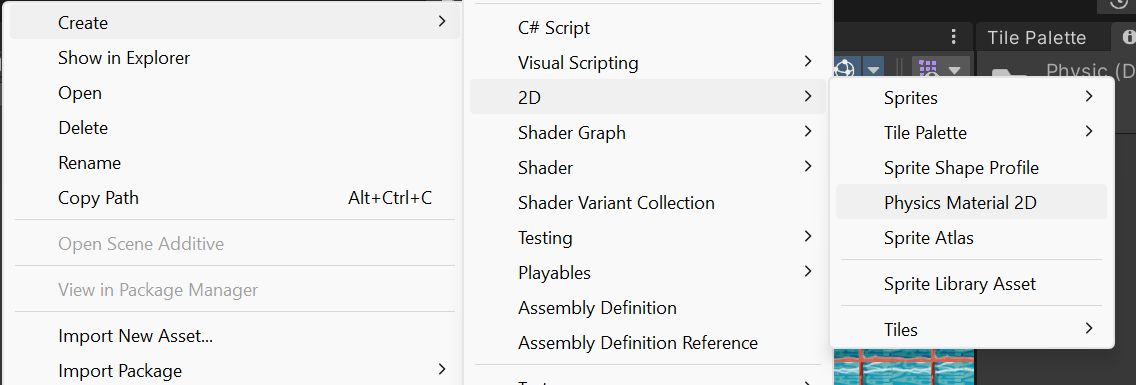 Create
Show in Explorer
Open
Delete
Rename
Copy Path Alt+Ctrl+C
Open Scene Additive
View in Package Manager
Import New Asset...
Import Package
C# Script
Visual Scripting
2D
Shader Graph
Shader
Shader Variant Collection
Testing
Playables
Assembly Definition
Assembly Definition Reference
Tile Palette
Physic (D
Sprites
Tile Palette
Sprite Shape Profile
Physics Material 2D
Sprite Atlas
Sprite Library Asset
Tiles